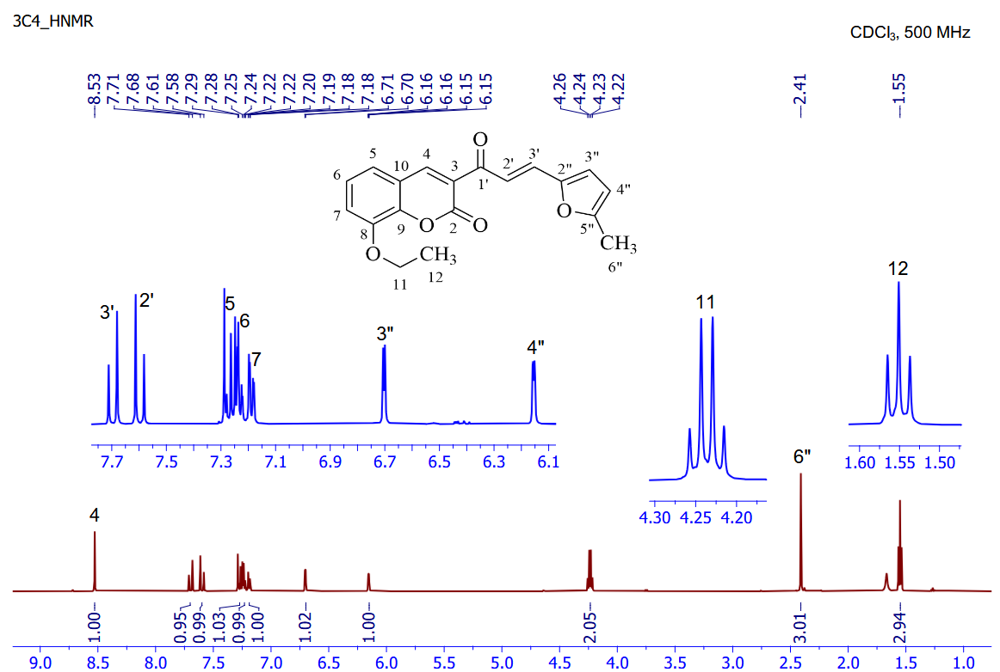 3C4_HNMR
CDCl₃, 500 MHz
8.53 7.71 7.68 7.61 7.58 7.29 7.28 7.25 7.24 7.22 7.22 7.20 7.19 7.18 7.18 6.71 6.70 6.16 6.16 6.15 6.15 4.26 4.24 4.23 4.22 2.41 1.55
O
5 4 3 2' 3' 3"
6 10 1' 2" 4"
7 8 9 O 2 O O 5"
O CH₃ CH₃
11 12 6"
3' 2' 5 6 7 3" 4" 11 12
7.7 7.5 7.3 7.1 6.9 6.7 6.5 6.3 6.1
1.60 1.55 1.50
4.30 4.25 4.20
4 6"
1.00 0.95 0.99 1.03 0.99 1.00 1.02 1.00 2.05 3.01 2.94
9.0 8.5 8.0 7.5 7.0 6.5 6.0 5.5 5.0 4.5 4.0 3.5 3.0 2.5 2.0 1.5 1.0